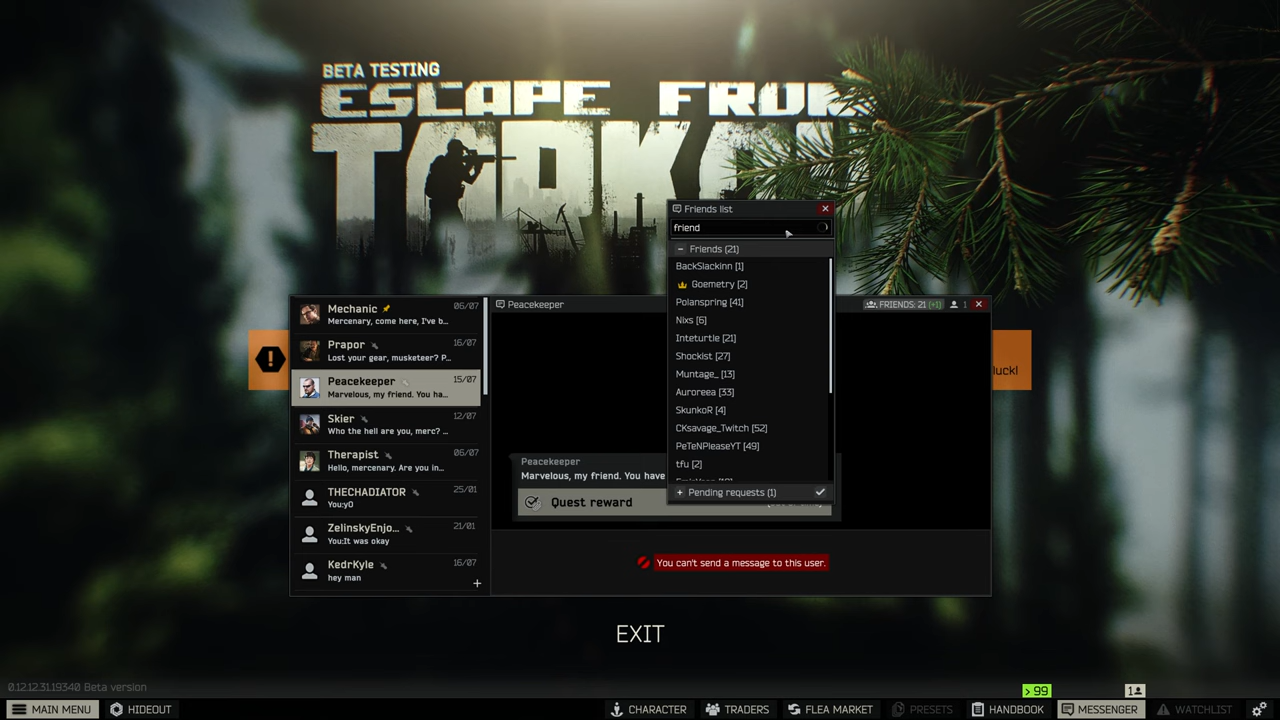 BETA TESTING
ESCAPE FROM
TARKOV
Friends list
friend
Friends (21)
BackSlackinn [1]
Goemetry [2]
Polanspring [41]
Nixs [6]
Inteturtle [21]
Shockist [27]
Muntage_ [13]
Auroreea [33]
SkunkoR [4]
CKsavage_Twitch [52]
PeTeNPleaseYT [49]
tfu [2]
Pending requests (1)
Mechanic
06/07
Mercenary, come here, I've b...
Prapor
16/07
Lost your gear, musketeer? P...
Peacekeeper
15/07
Marvelous, my friend. You ha...
Skier
12/07
Who the hell are you, merc? ...
Therapist
06/07
Hello, mercenary. Are you in...
THECHADIATOR
25/01
You:yO
ZelinskyEnjo...
21/01
You:It was okay
KedrKyle
16/07
hey man
+
Peacekeeper
FRIENDS: 21 (+1)
1
luck!
Peacekeeper
Marvelous, my friend. You have
Quest reward
You can't send a message to this user.
EXIT
0.12.12.31.19340 Beta version
> 99
1
MAIN MENU
HIDEOUT
CHARACTER
TRADERS
FLEA MARKET
PRESETS
HANDBOOK
MESSENGER
WATCHLIST